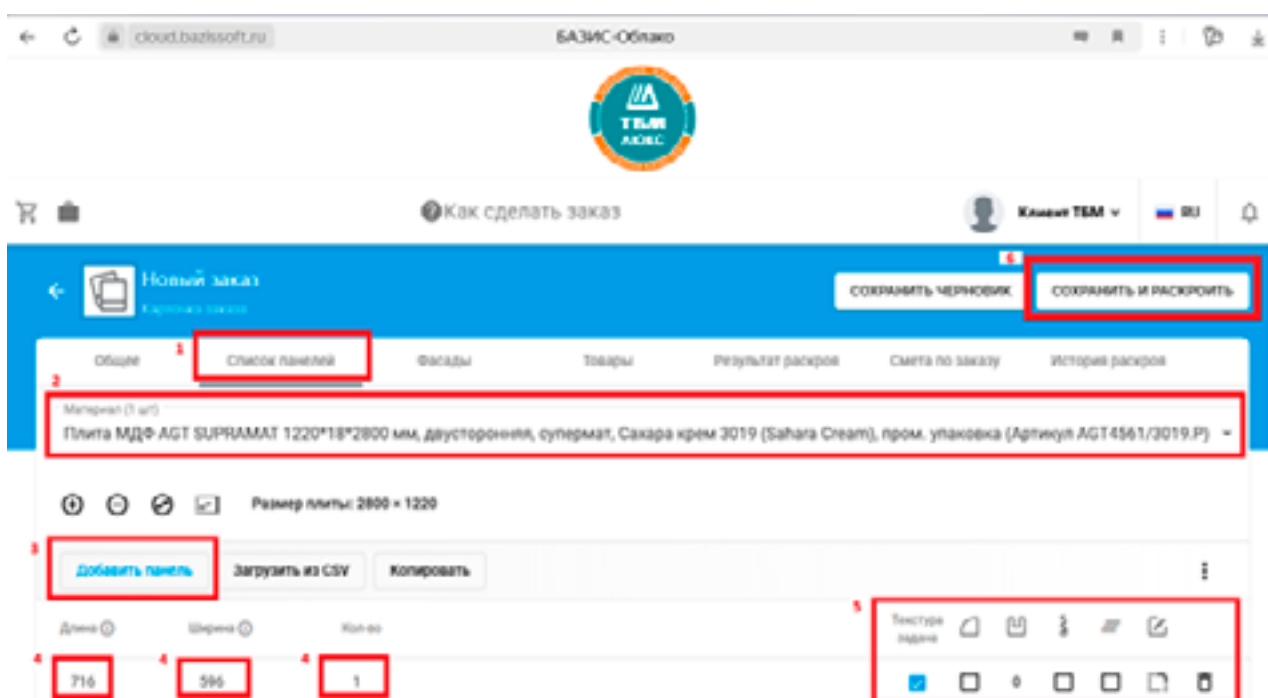 cloud.bazissoft.ru БАЗИС-Облако
ТБМ
ЛЮКС
Как сделать заказ Клиент ТБМ RU
6
Новый заказ СОХРАНИТЬ ЧЕРНОВИК СОХРАНИТЬ И РАСКРОИТЬ
Карточка заказа
1
Общее Список панелей Фасады Товары Результат раскроя Смета по заказу История раскроя
2
Материал (1 шт)
Плита МДФ AGT SUPRAMAT 1220*18*2800 мм, двусторонняя, супермат, Сахара крем 3019 (Sahara Cream), пром. упаковка (Артикул AGT4561/3019.P)
Размер плиты: 2800 × 1220
3
Добавить панель Загрузить из CSV Копировать
5
Длина Ширина Кол-во Текстура
задана
4 4 4
716 596 1 0